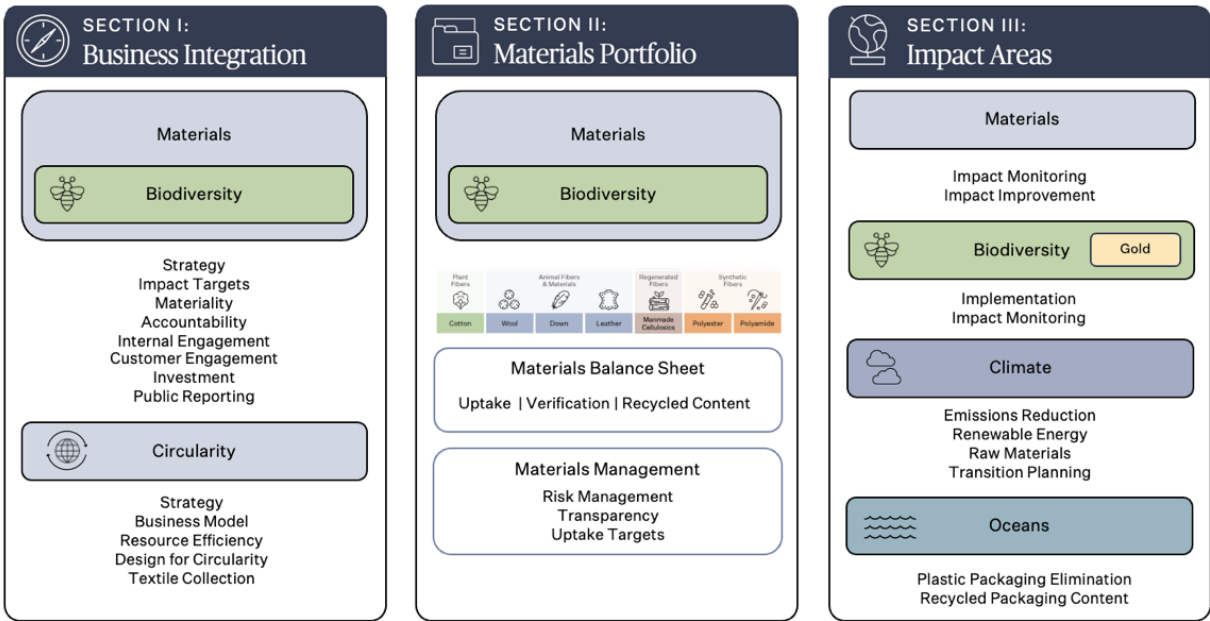 SECTION I:
Business Integration
Materials
Biodiversity
Strategy
Impact Targets
Materiality
Accountability
Internal Engagement
Customer Engagement
Investment
Public Reporting
Circularity
Strategy
Business Model
Resource Efficiency
Design for Circularity
Textile Collection
SECTION II:
Materials Portfolio
Materials
Biodiversity
Plant
Fibers
Animal Fibers
& Materials
Regenerated
Fibers
Synthetic
Fibers
Cotton
Wool
Down
Leather
Manmade
Cellulosics
Polyester
Polyamide
Materials Balance Sheet
Uptake | Verification | Recycled Content
Materials Management
Risk Management
Transparency
Uptake Targets
SECTION III:
Impact Areas
Materials
Impact Monitoring
Impact Improvement
Biodiversity
Gold
Implementation
Impact Monitoring
Climate
Emissions Reduction
Renewable Energy
Raw Materials
Transition Planning
Oceans
Plastic Packaging Elimination
Recycled Packaging Content